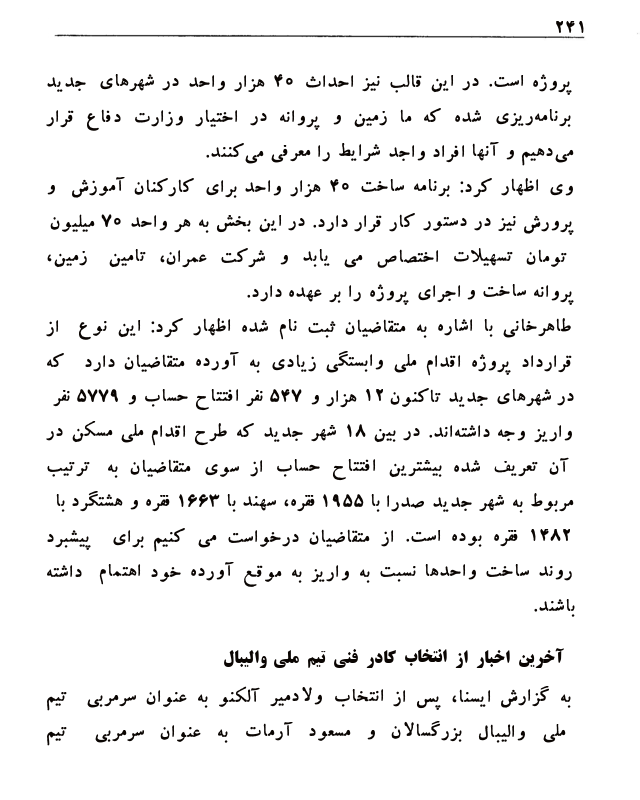 ۲۴۱
پروژه است. در این قالب نیز احداث ۴۰ هزار واحد در شهرهای جدید
برنامه‌ریزی شده که ما زمین و پروانه در اختیار وزارت دفاع قرار
می‌دهیم و آنها افراد واجد شرایط را معرفی می‌کنند.
وی اظهار کرد: برنامه ساخت ۴۰ هزار واحد برای کارکنان آموزش و
پرورش نیز در دستور کار قرار دارد. در این بخش به هر واحد ۷۰ میلیون
تومان تسهیلات اختصاص می یابد و شرکت عمران، تامین زمین،
پروانه ساخت و اجرای پروژه را بر عهده دارد.
طاهرخانی با اشاره به متقاضیان ثبت نام شده اظهار کرد: این نوع از
قرارداد پروژه اقدام ملی وابستگی زیادی به آورده متقاضیان دارد که
در شهرهای جدید تاکنون ۱۲ هزار و ۵۴۷ نفر افتتاح حساب و ۵۷۷۹ نفر
واریز وجه داشته‌اند. در بین ۱۸ شهر جدید که طرح اقدام ملی مسکن در
آن تعریف شده بیشترین افتتاح حساب از سوی متقاضیان به ترتیب
مربوط به شهر جدید صدرا با ۱۹۵۵ فقره، سهند با ۱۶۶۳ فقره و هشتگرد با
۱۴۸۲ فقره بوده است. از متقاضیان درخواست می کنیم برای پیشبرد
روند ساخت واحدها نسبت به واریز به موقع آورده خود اهتمام داشته
باشند.
آخرین اخبار از انتخاب کادر فنی تیم ملی والیبال
به گزارش ایسنا، پس از انتخاب ولادمیر آلکنو به عنوان سرمربی تیم
ملی والیبال بزرگسالان و مسعود آرمات به عنوان سرمربی تیم